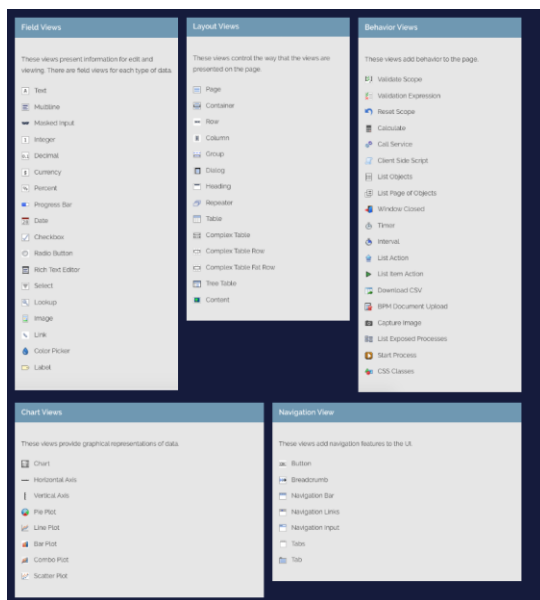 Field Views
These views present information for edit and
viewing. There are field views for each type of data.
Text
Multiline
Masked Input
Integer
Decimal
Currency
Percent
Progress Bar
Date
Checkbox
Radio Button
Rich Text Editor
Select
Lookup
Image
Link
Color Picker
Label
Layout Views
These views control the way that the views are
presented on the page.
Page
Container
Row
Column
Group
Dialog
Heading
Repeater
Table
Complex Table
Complex Table Row
Complex Table Fat Row
Tree Table
Content
Behavior Views
These views add behavior to the page.
Validate Scope
Validation Expression
Reset Scope
Calculate
Call Service
Client Side Script
List Objects
List Page of Objects
Window Closed
Timer
Interval
List Action
List Item Action
Download CSV
BPM Document Upload
Capture Image
List Exposed Processes
Start Process
CSS Classes
Chart Views
These views provide graphical representations of data.
Chart
Horizontal Axis
Vertical Axis
Pie Plot
Line Plot
Bar Plot
Combo Plot
Scatter Plot
Navigation View
These views add navigation features to the UI.
Button
Breadcrumb
Navigation Bar
Navigation Links
Navigation Input
Tabs
Tab